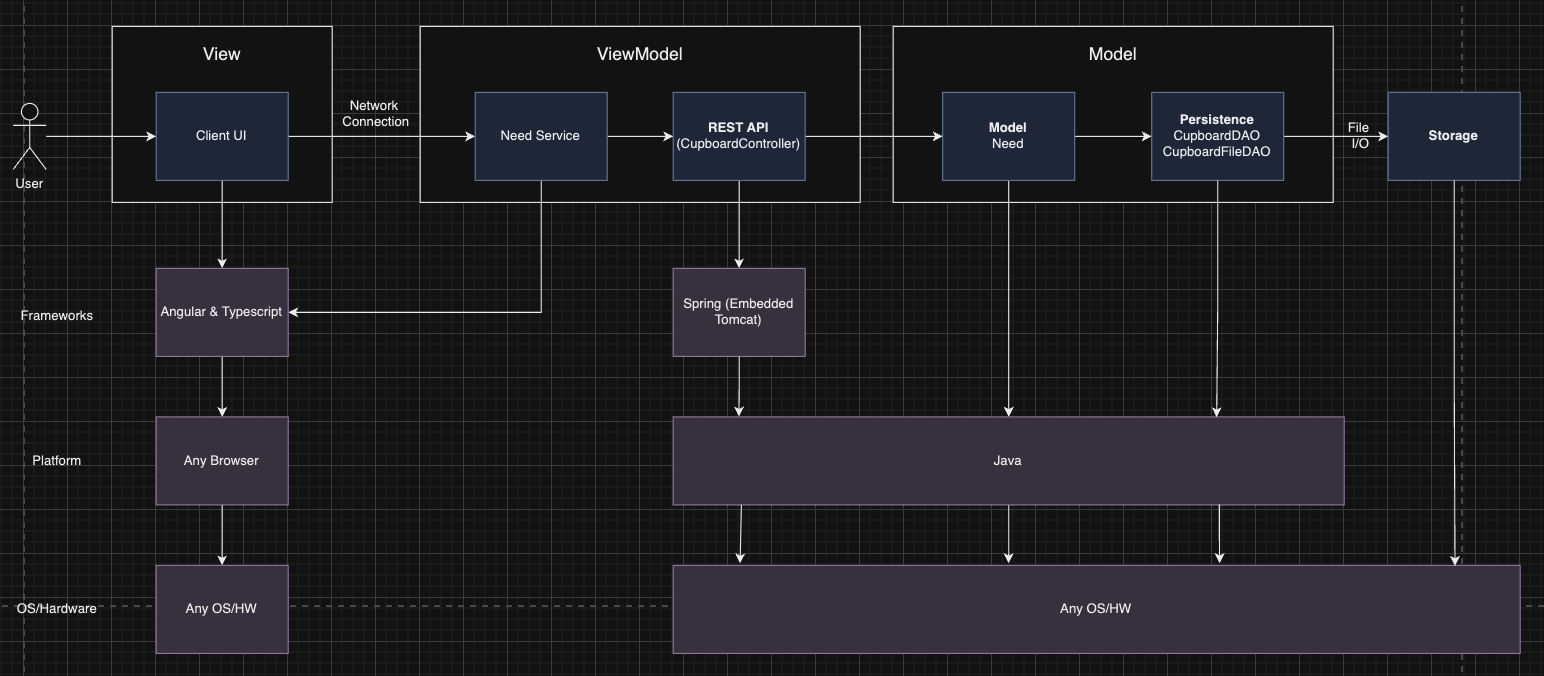 View
ViewModel
Model
User
Client UI
Network
Connection
Need Service
REST API
(CupboardController)
Model
Need
Persistence
CupboardDAO
CupboardFileDAO
File
I/O
Storage
Frameworks
Angular & Typescript
Spring (Embedded
Tomcat)
Platform
Any Browser
Java
OS/Hardware
Any OS/HW
Any OS/HW